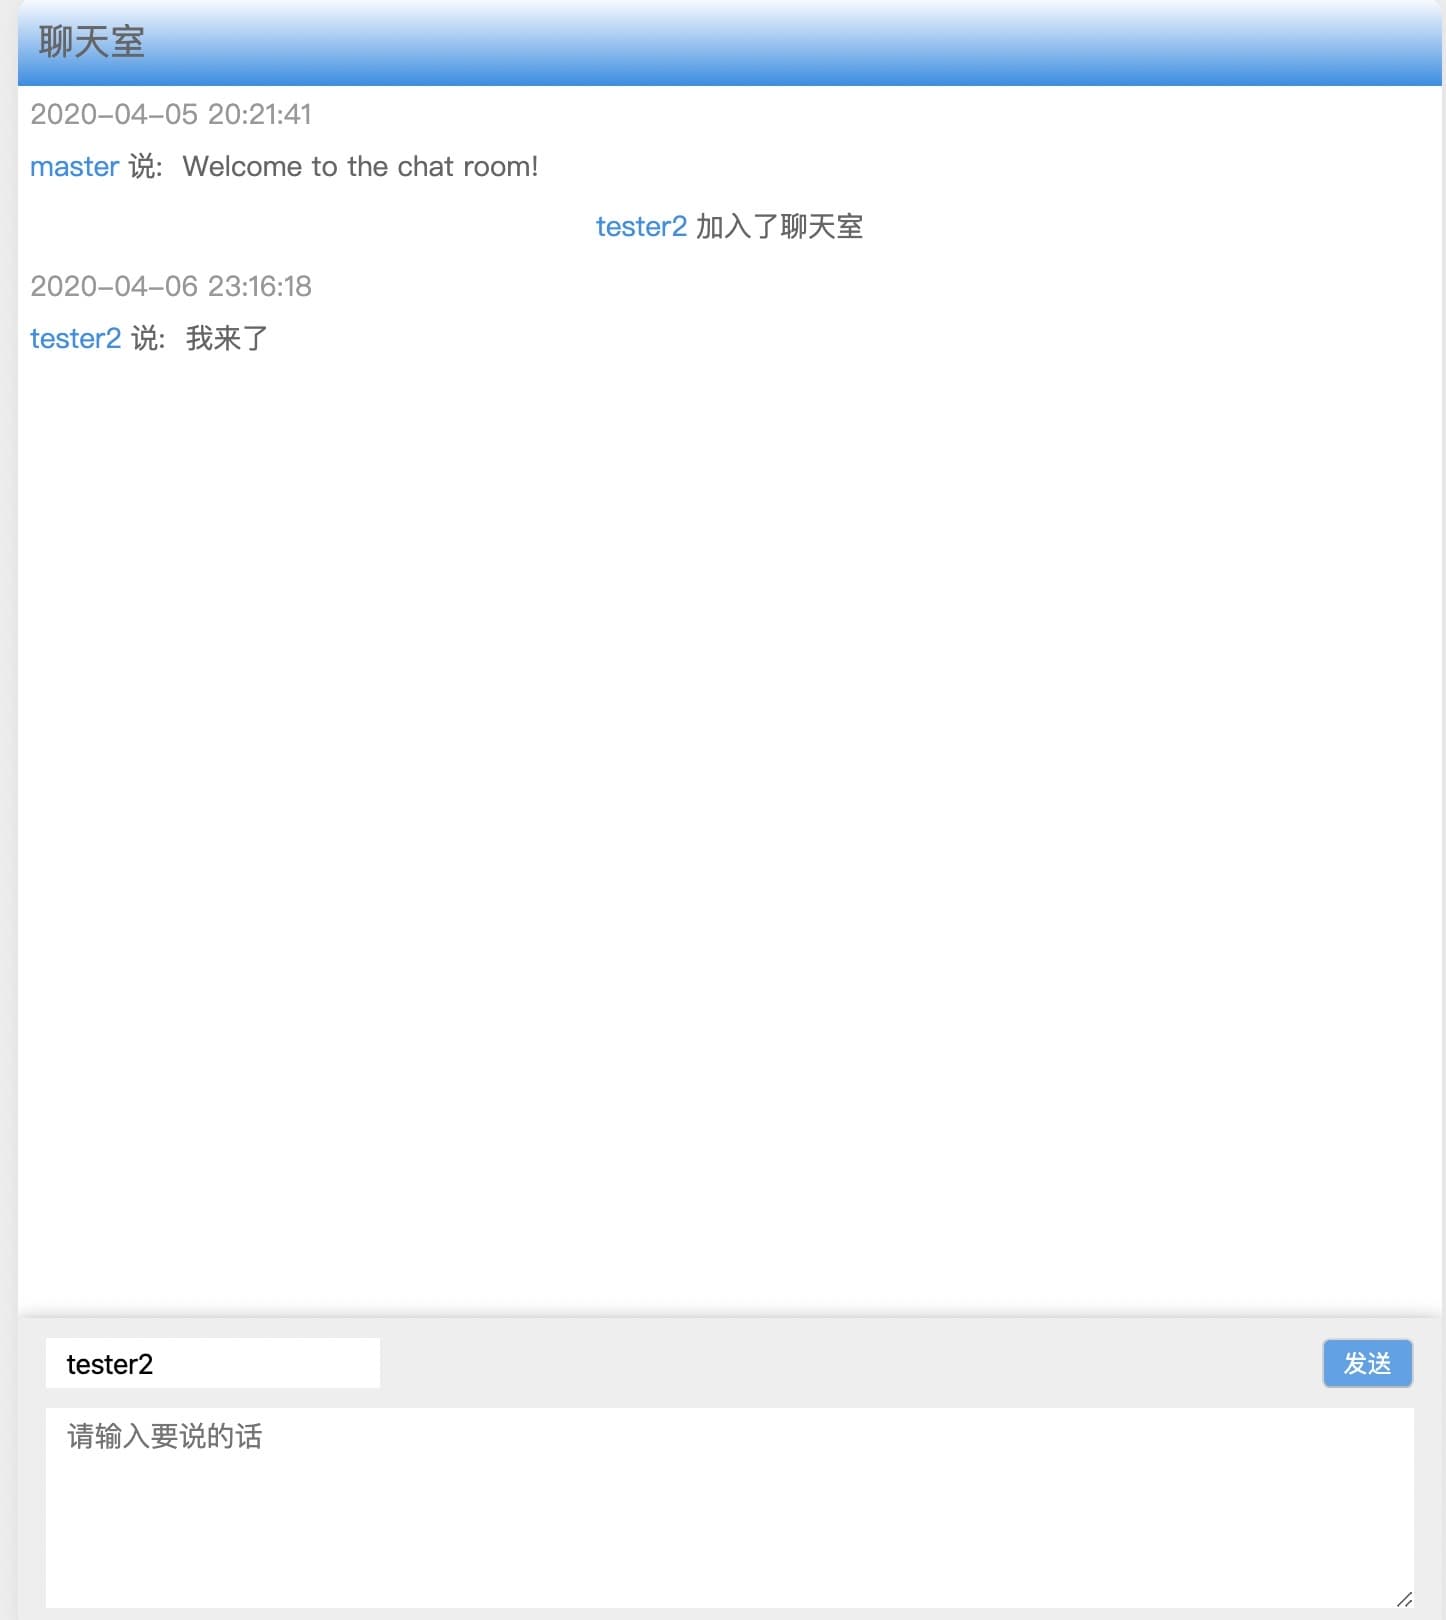 聊天室
2020-04-05 20:21:41
master 说: Welcome to the chat room!
tester2 加入了聊天室
2020-04-06 23:16:18
tester2 说: 我来了
tester2
发送
请输入要说的话